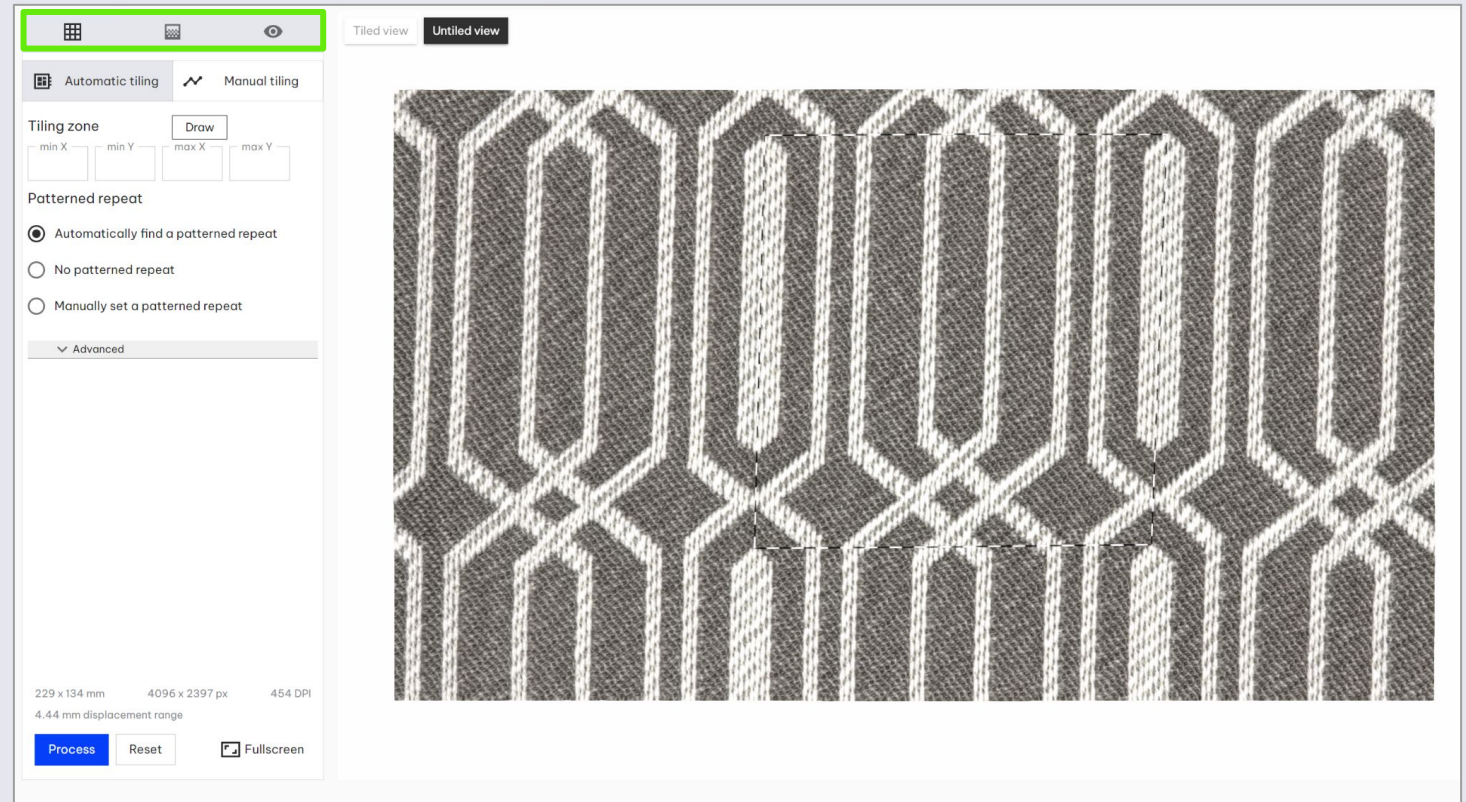 Tiled view Untiled view
Automatic tiling Manual tiling
Tiling zone Draw
min X min Y max X max Y
Patterned repeat
Automatically find a patterned repeat
No patterned repeat
Manually set a patterned repeat
Advanced
229 x 134 mm 4096 x 2397 px 454 DPI
4.44 mm displacement range
Process Reset Fullscreen